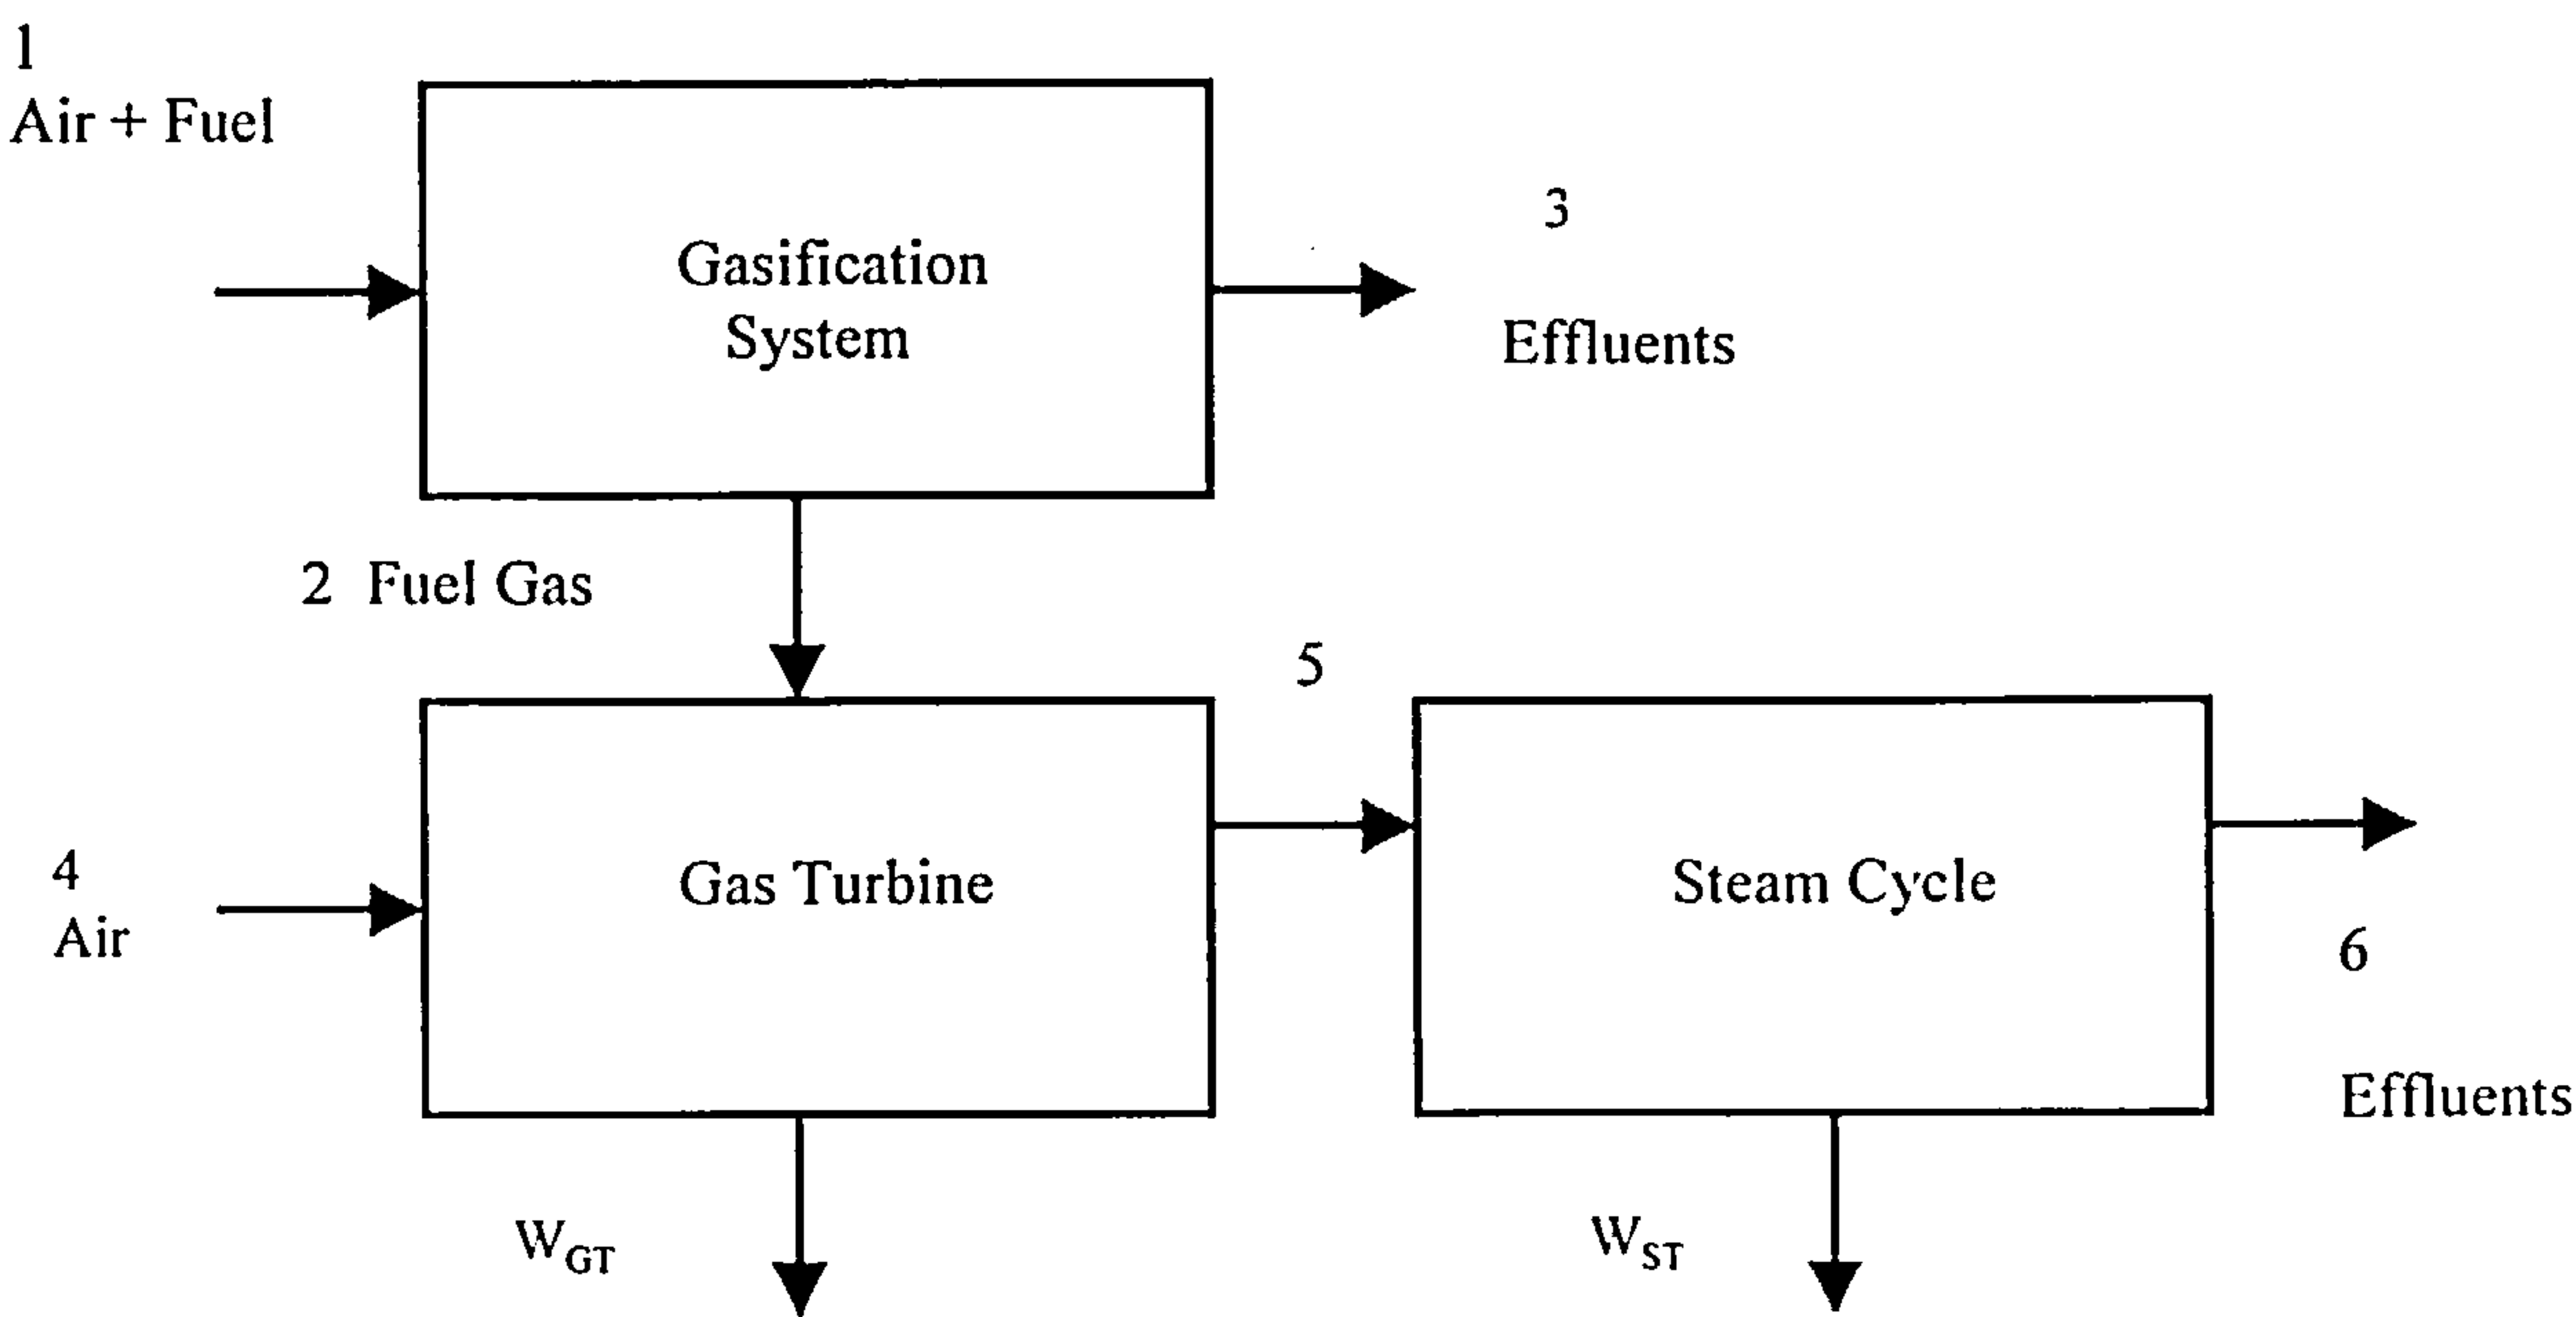 1
Air + Fuel
Gasification
System
3
Effluents
2 Fuel Gas
5
4
Air
Gas Turbine
Steam Cycle
6
Effluents
W_GT
W_ST